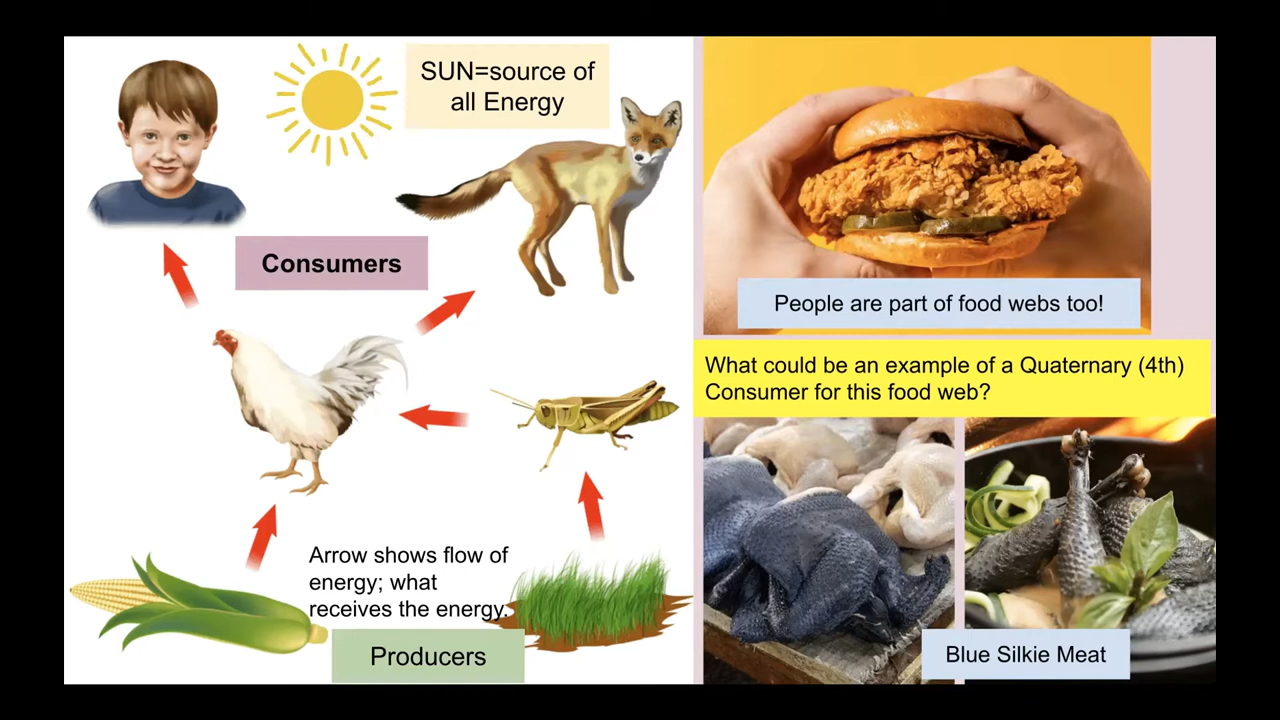 SUN=source of
all Energy
Consumers
Arrow shows flow of
energy; what
receives the energy.
Producers
People are part of food webs too!
What could be an example of a Quaternary (4th)
Consumer for this food web?
Blue Silkie Meat